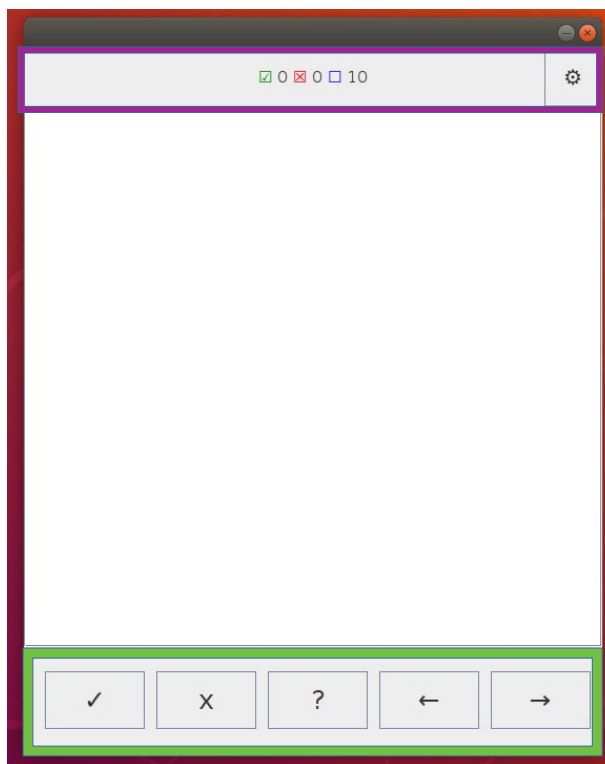 ☑ 0 ☒ 0 ☐ 10 ⚙
✓ x ? ← →